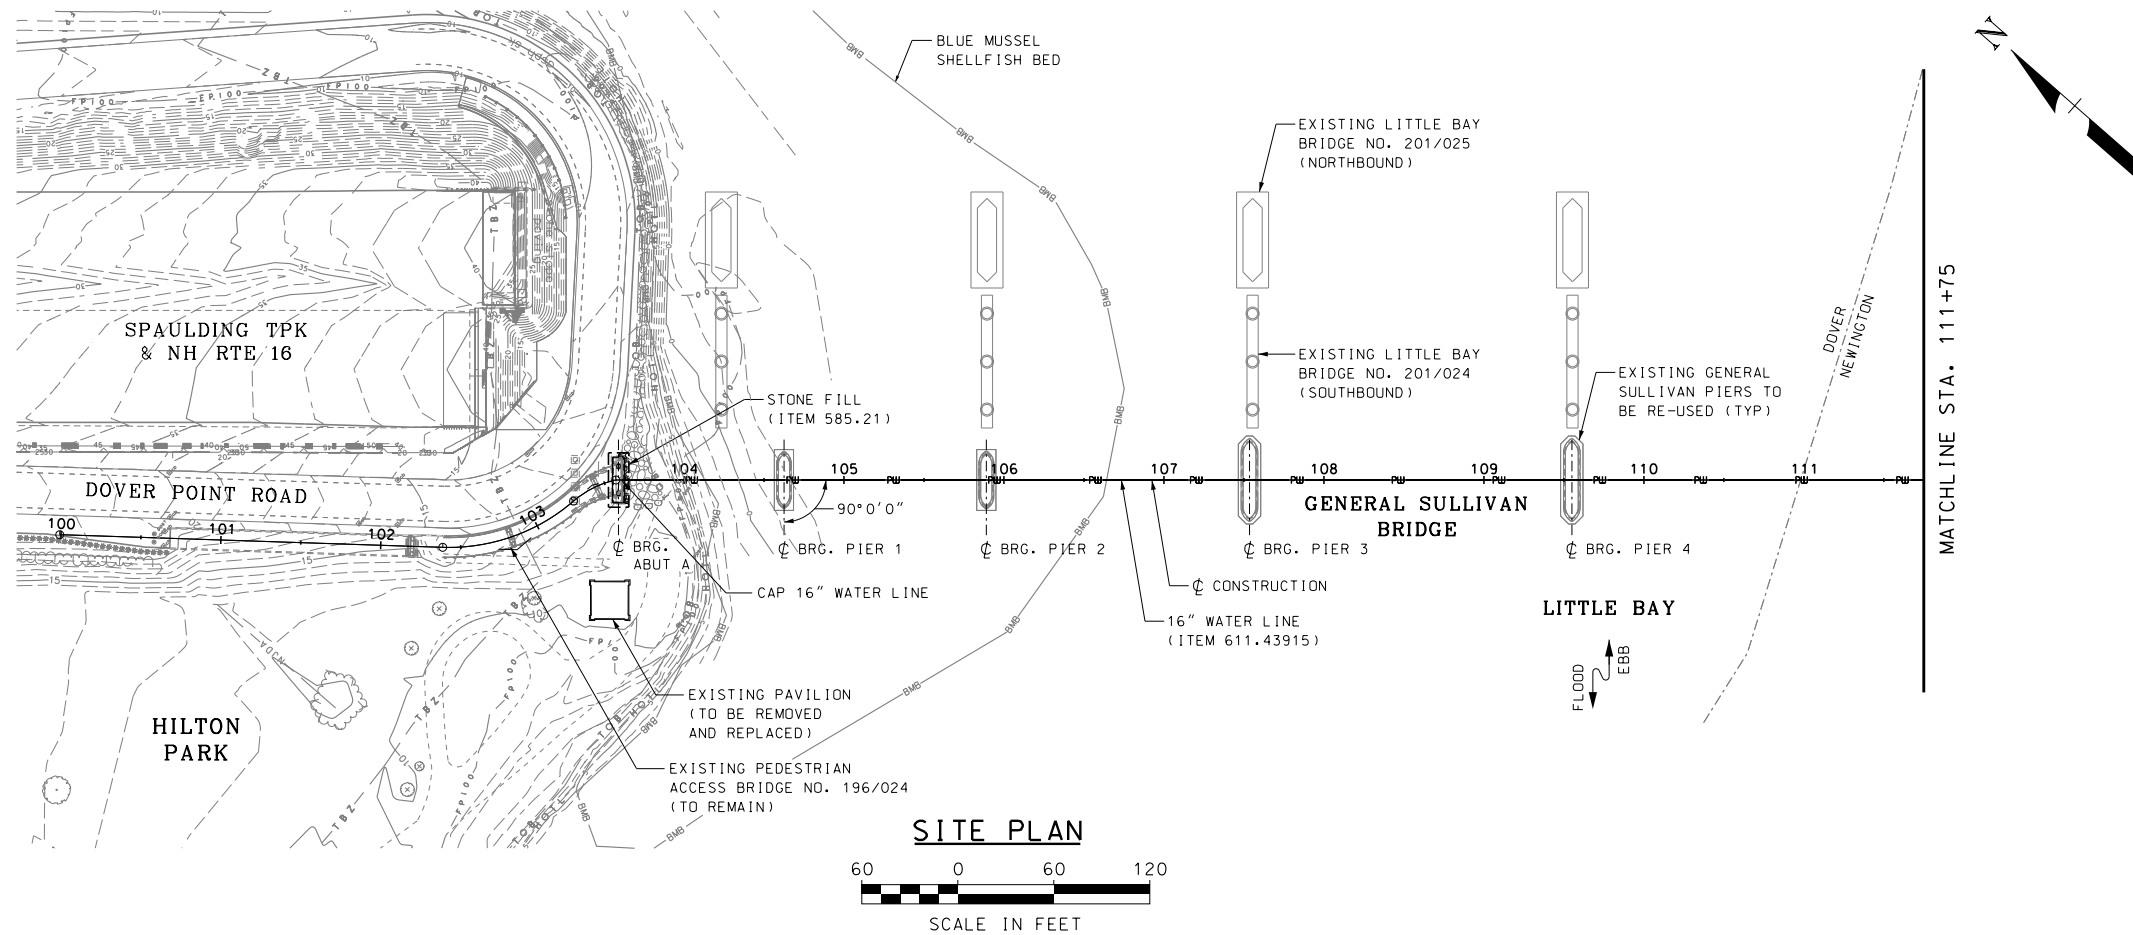 BLUE MUSSEL
SHELLFISH BED
N
EXISTING LITTLE BAY
BRIDGE NO. 201/025
(NORTHBOUND)
SPAULDING TPK
& NH RTE 16
EXISTING LITTLE BAY
BRIDGE NO. 201/024
(SOUTHBOUND)
EXISTING GENERAL
SULLIVAN PIERS TO
BE RE-USED (TYP)
DOVER
NEWINGTON
MATCHLINE STA. 111+75
STONE FILL
(ITEM 585.21)
DOVER POINT ROAD
100
101
102
103
104
105
106
107
108
109
110
111
90°0'0"
GENERAL SULLIVAN
BRIDGE
℄ BRG.
ABUT A
℄ BRG. PIER 1
℄ BRG. PIER 2
℄ BRG. PIER 3
℄ BRG. PIER 4
CAP 16" WATER LINE
℄ CONSTRUCTION
16" WATER LINE
(ITEM 611.43915)
LITTLE BAY
FLOOD
EBB
EXISTING PAVILION
(TO BE REMOVED
AND REPLACED)
HILTON
PARK
EXISTING PEDESTRIAN
ACCESS BRIDGE NO. 196/024
(TO REMAIN)
SITE PLAN
60 0 60 120
SCALE IN FEET